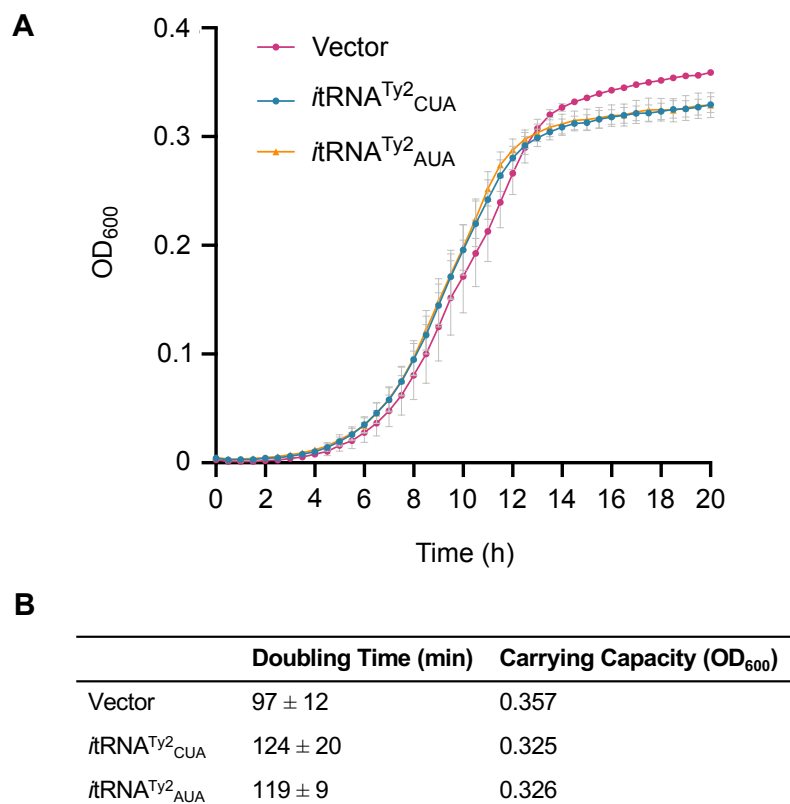 A
0.4
0.3
0.2
0.1
0
OD600
Vector
itRNATy2CUA
itRNATy2AUA
0 2 4 6 8 10 12 14 16 18 20
Time (h)
B
Doubling Time (min) Carrying Capacity (OD600)
Vector 97 ± 12 0.357
itRNATy2CUA 124 ± 20 0.325
itRNATy2AUA 119 ± 9 0.326